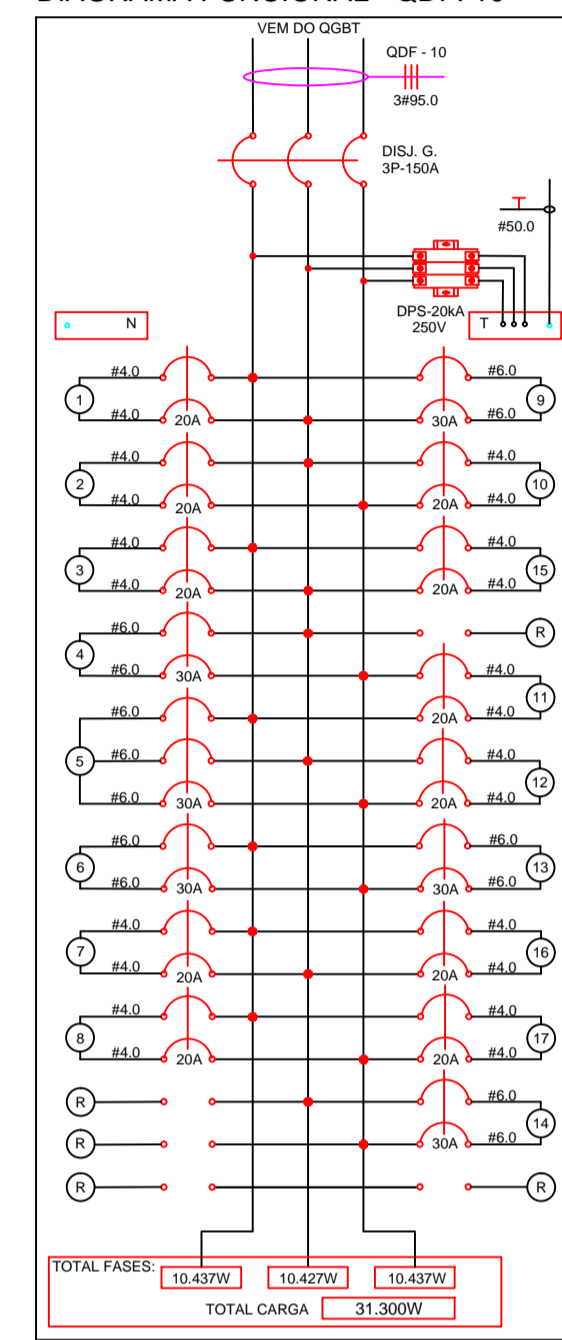 VEM DO QGBT
QDF - 10
3#95.0
DISJ. G.
3P-150A
#50.0
DPS-20kA
250V
N
T
#4.0
#6.0
1
9
#4.0
20A
30A
#6.0
#4.0
#4.0
2
10
#4.0
20A
20A
#4.0
#4.0
#4.0
3
15
#4.0
20A
20A
#4.0
#6.0
R
4
#6.0
30A
#4.0
11
#6.0
20A
#4.0
5
#6.0
#4.0
12
#6.0
30A
20A
#4.0
#6.0
#6.0
6
13
#6.0
30A
30A
#6.0
#4.0
#4.0
7
16
#4.0
20A
20A
#4.0
#4.0
#4.0
8
17
#4.0
20A
20A
#4.0
R
#6.0
14
R
30A
#6.0
R
R
TOTAL FASES:
10.437W
10.427W
10.437W
TOTAL CARGA
31.300W